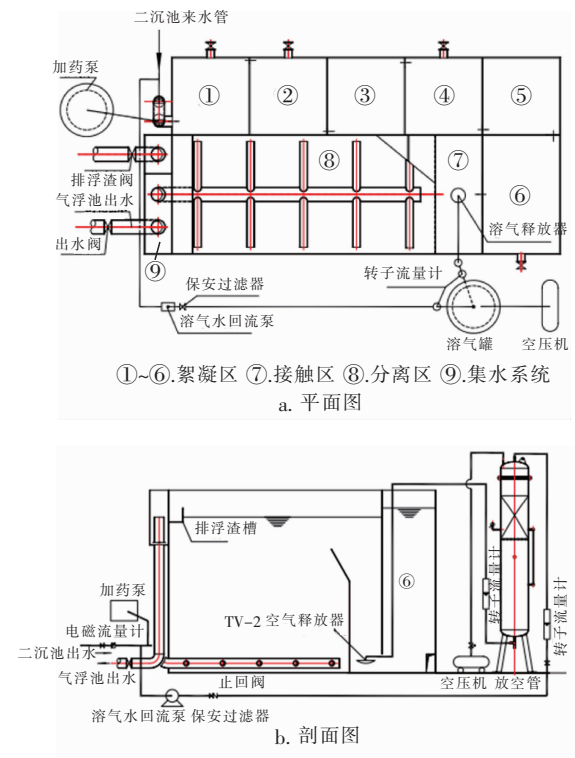 二沉池来水管
加药泵
①
②
③
④
⑤
⑧
⑦
⑥
排浮渣阀
气浮池出水
溶气释放器
出水阀
⑨
保安过滤器
转子流量计
溶气水回流泵
溶气罐
空压机
①~⑥.絮凝区 ⑦.接触区 ⑧.分离区 ⑨.集水系统
a. 平面图
排浮渣槽
⑥
转子流量计
加药泵
TV-2 空气释放器
转子流量计
电磁流量计
二沉池出水
气浮池出水
止回阀
空压机 放空管
溶气水回流泵 保安过滤器
b. 剖面图